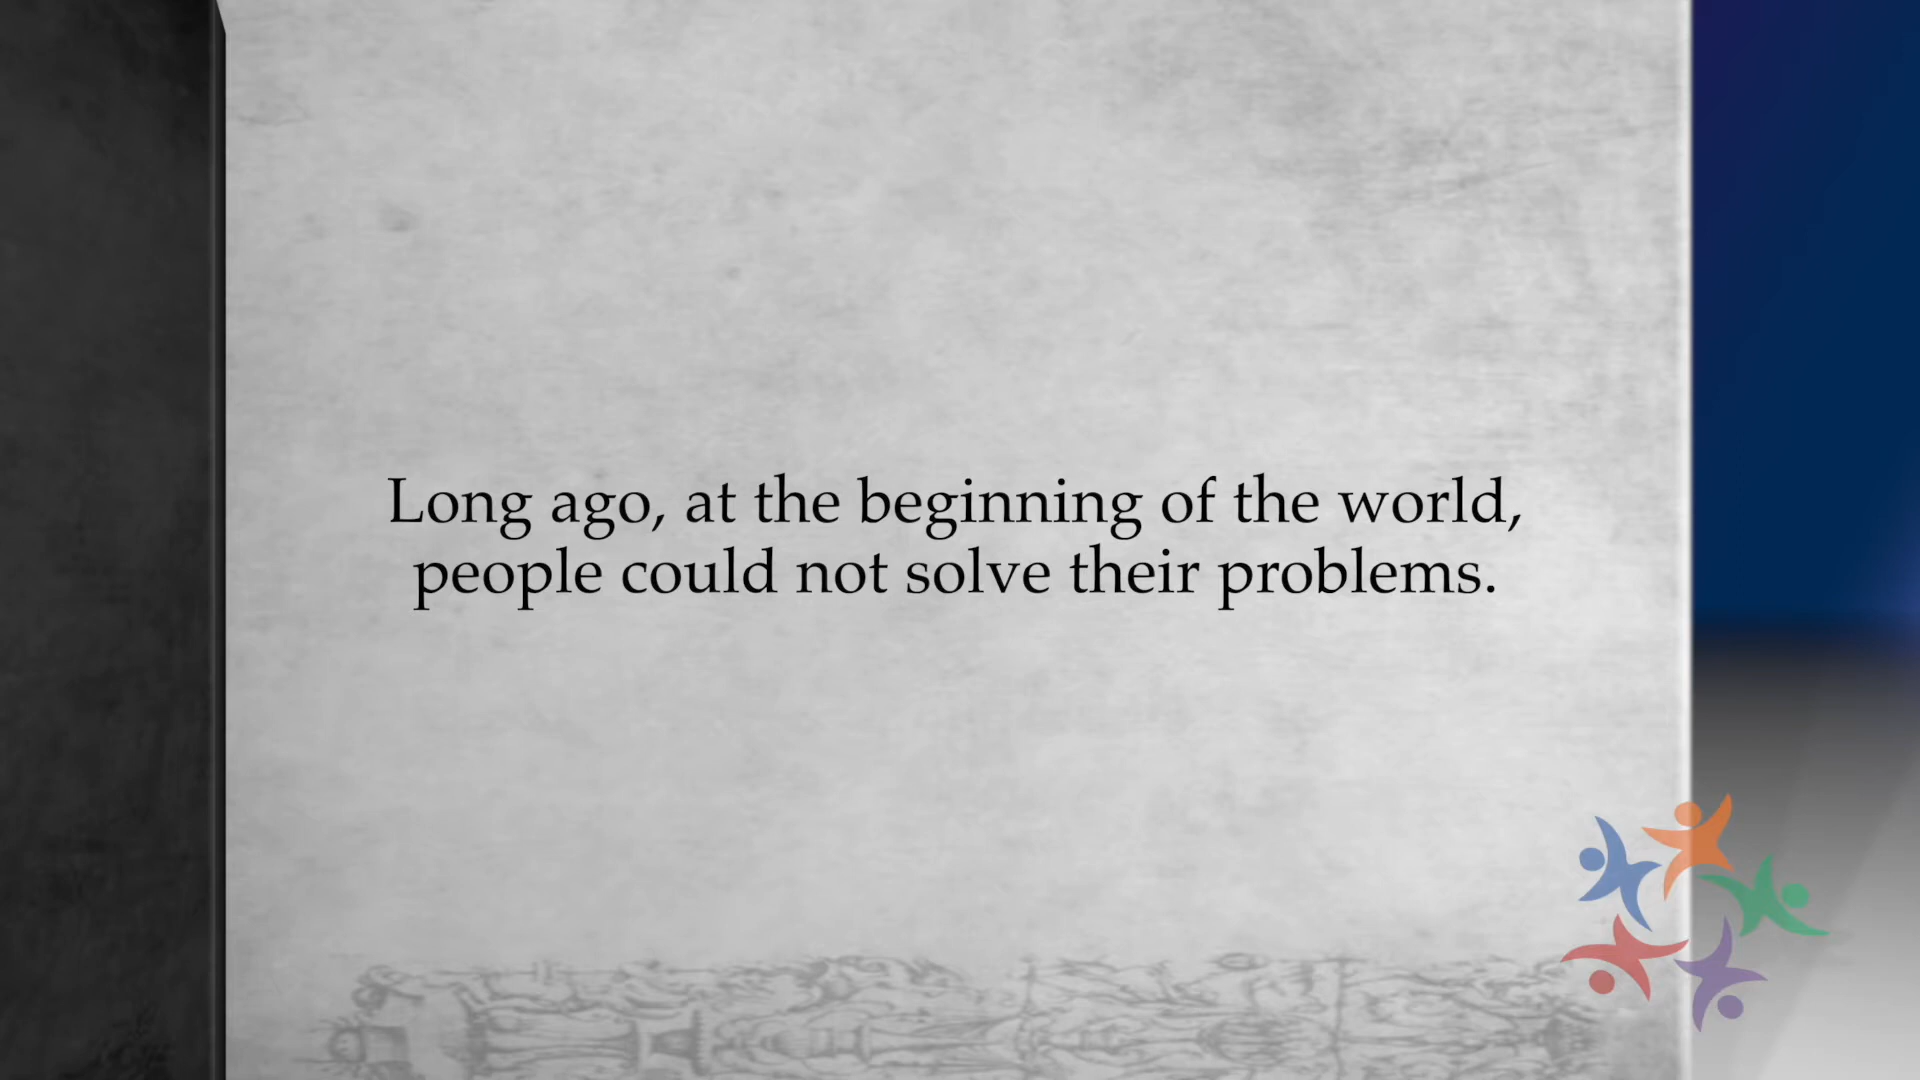 Long ago, at the beginning of the world,
people could not solve their problems.